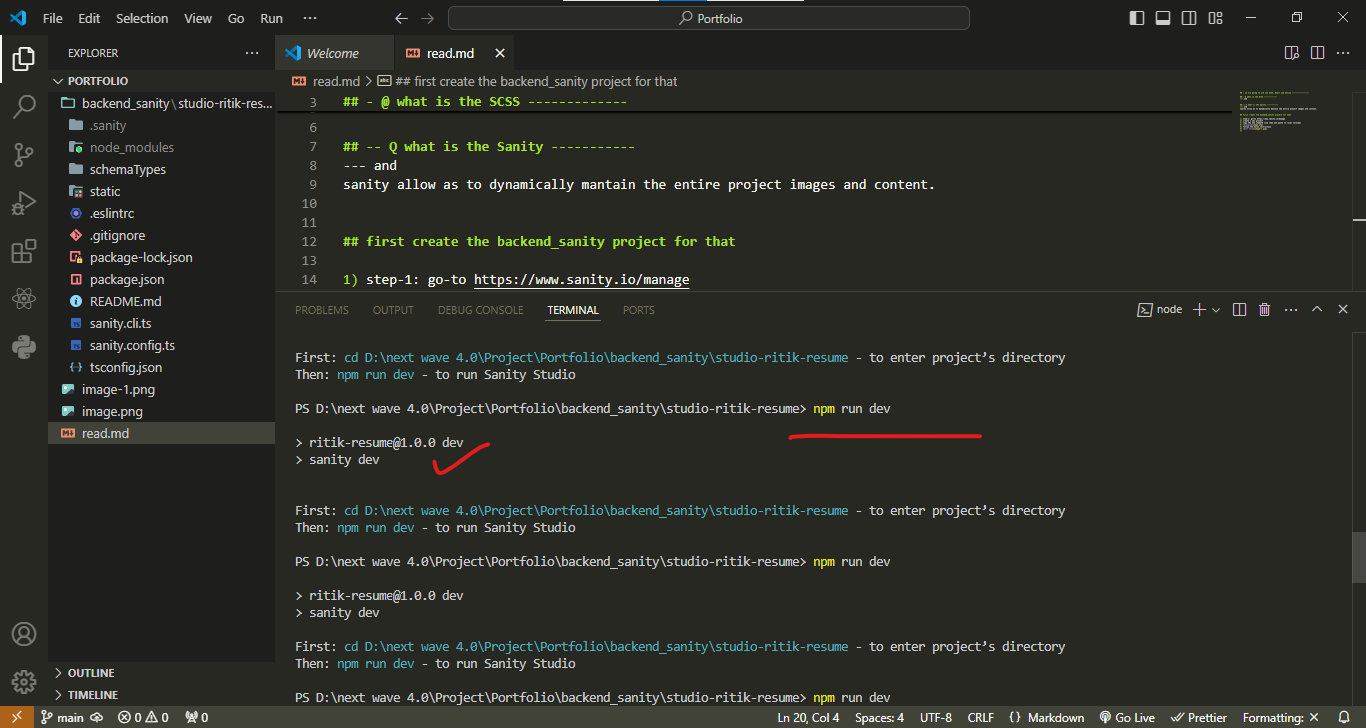 File Edit Selection View Go Run ··· Portfolio
EXPLORER ···
Welcome
read.md
PORTFOLIO
backend_sanity\studio-ritik-res...
.sanity
node_modules
schemaTypes
static
.eslintrc
.gitignore
package-lock.json
package.json
README.md
sanity.cli.ts
sanity.config.ts
tsconfig.json
image-1.png
image.png
read.md
OUTLINE
TIMELINE
read.md > ## first create the backend_sanity project for that
3 ## - @ what is the SCSS -------------
6
7 ## -- Q what is the Sanity -----------
8 --- and
9 sanity allow as to dynamically mantain the entire project images and content.
10
11
12 ## first create the backend_sanity project for that
13
14 1) step-1: go-to https://www.sanity.io/manage
PROBLEMS OUTPUT DEBUG CONSOLE TERMINAL PORTS node
First: cd D:\next wave 4.0\Project\Portfolio\backend_sanity\studio-ritik-resume - to enter project’s directory
Then: npm run dev - to run Sanity Studio
PS D:\next wave 4.0\Project\Portfolio\backend_sanity\studio-ritik-resume> npm run dev
> ritik-resume@1.0.0 dev
> sanity dev
First: cd D:\next wave 4.0\Project\Portfolio\backend_sanity\studio-ritik-resume - to enter project’s directory
Then: npm run dev - to run Sanity Studio
PS D:\next wave 4.0\Project\Portfolio\backend_sanity\studio-ritik-resume> npm run dev
> ritik-resume@1.0.0 dev
> sanity dev
First: cd D:\next wave 4.0\Project\Portfolio\backend_sanity\studio-ritik-resume - to enter project’s directory
Then: npm run dev - to run Sanity Studio
PS D:\next wave 4.0\Project\Portfolio\backend_sanity\studio-ritik-resume> npm run dev
main 0 0 0 Ln 20, Col 4 Spaces: 4 UTF-8 CRLF {} Markdown Go Live Prettier Formatting: ×